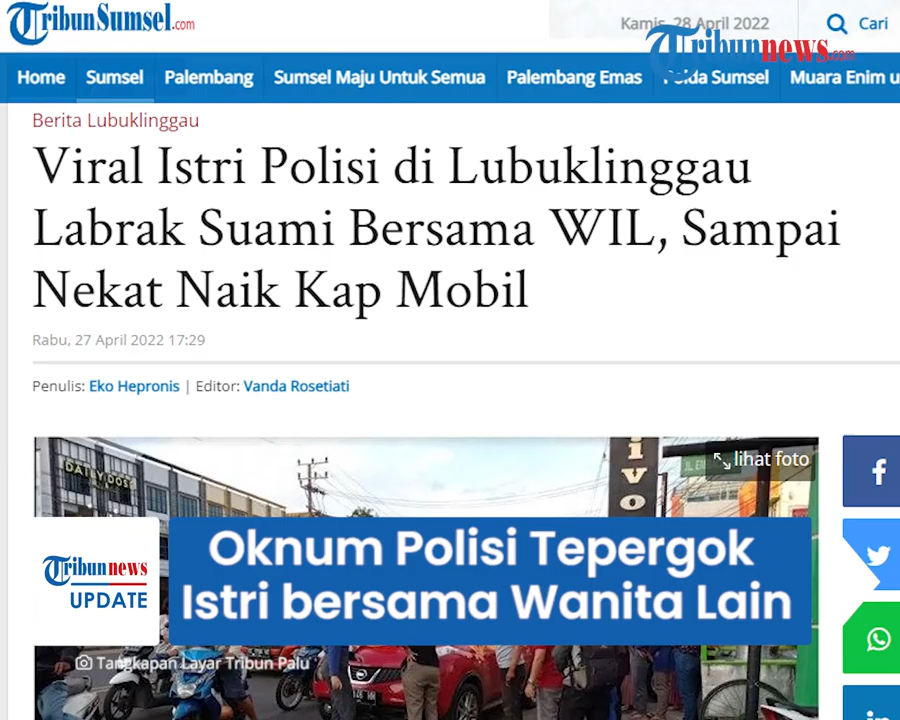 TribunSumsel.com
Kamis, 28 April 2022
Cari
Tribunnews.com
Home Sumsel Palembang Sumsel Maju Untuk Semua Palembang Emas Polda Sumsel Muara Enim u
Berita Lubuklinggau
Viral Istri Polisi di Lubuklinggau
Labrak Suami Bersama WIL, Sampai
Nekat Naik Kap Mobil
Rabu, 27 April 2022 17:29
Penulis: Eko Hepronis | Editor: Vanda Rosetiati
DAILY DOSE
ivo
lihat foto
Tribunnews
UPDATE
Oknum Polisi Tepergok
Istri bersama Wanita Lain
Tangkapan Layar Tribun Palu